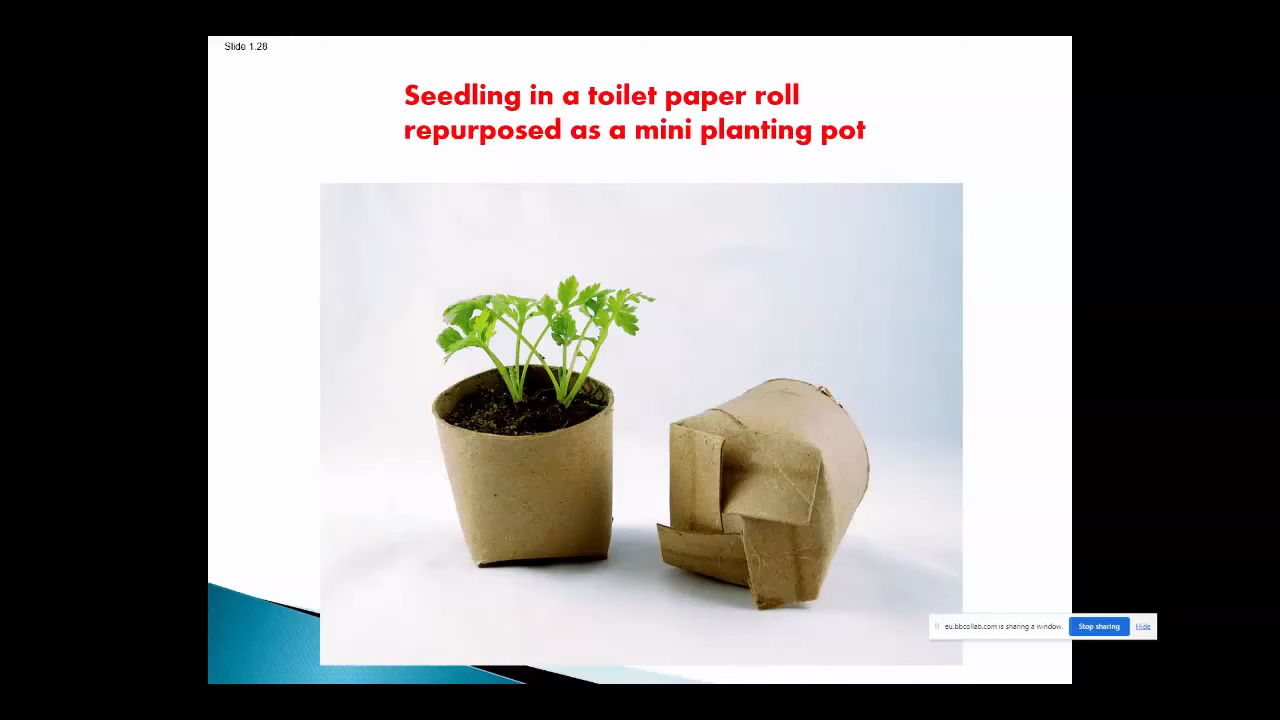 Slide 1.28
Seedling in a toilet paper roll
repurposed as a mini planting pot
eu.bbcollab.com is sharing a window.
Stop sharing
Hide